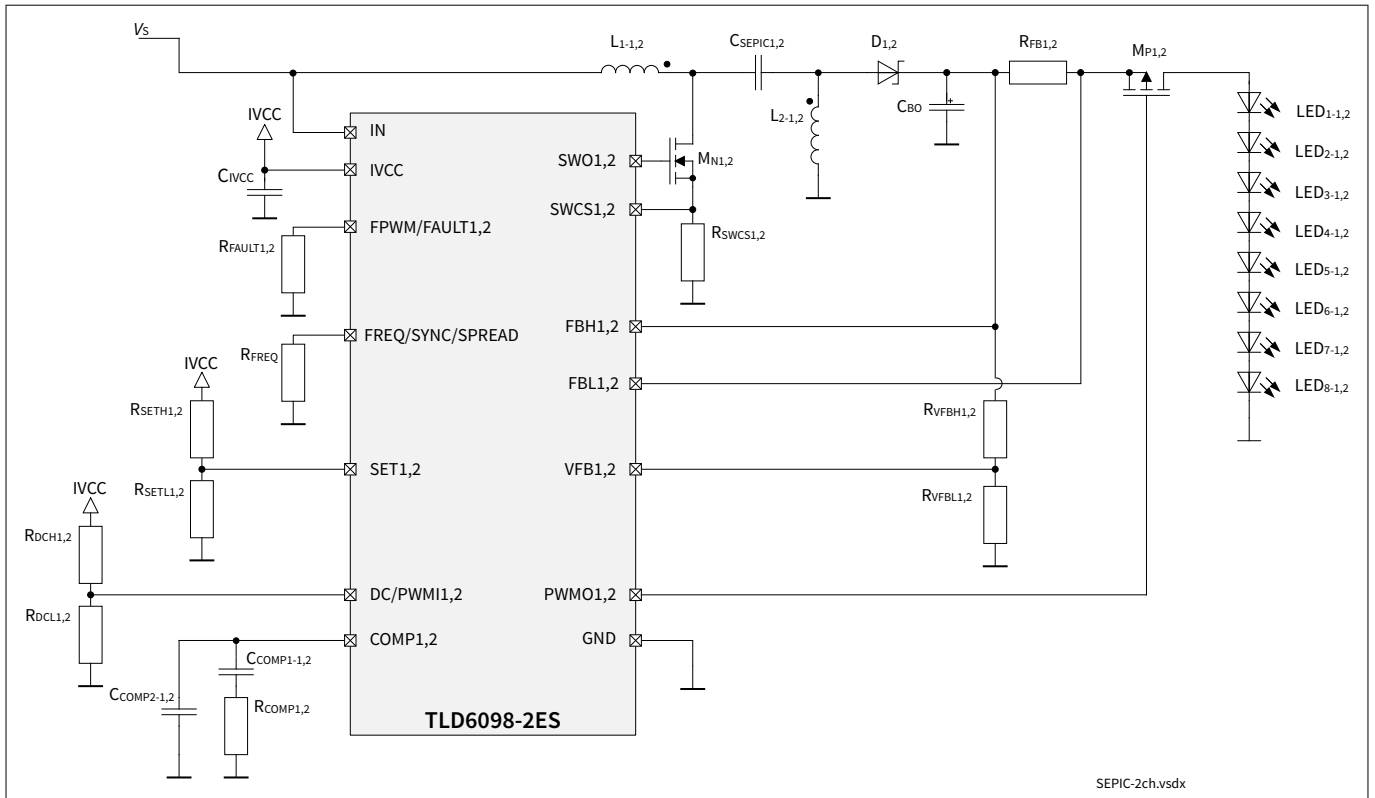 VS
L1-1,2
CSEPIC1,2
D1,2
RFB1,2
MP1,2
CBO
L2-1,2
IVCC
IN
IVCC
CIVCC
SWO1,2
MN1,2
SWCS1,2
RSWCS1,2
FPWM/FAULT1,2
RFAULT1,2
FREQ/SYNC/SPREAD
RFREQ
FBH1,2
FBL1,2
LED1-1,2
LED2-1,2
LED3-1,2
LED4-1,2
LED5-1,2
LED6-1,2
LED7-1,2
LED8-1,2
IVCC
RSETH1,2
SET1,2
RSETL1,2
RVFBH1,2
VFB1,2
RVFBL1,2
IVCC
RDCH1,2
DC/PWMI1,2
RDCL1,2
PWMO1,2
COMP1,2
GND
CCOMP1-1,2
CCOMP2-1,2
RCOMP1,2
TLD6098-2ES
SEPIC-2ch.vsdx